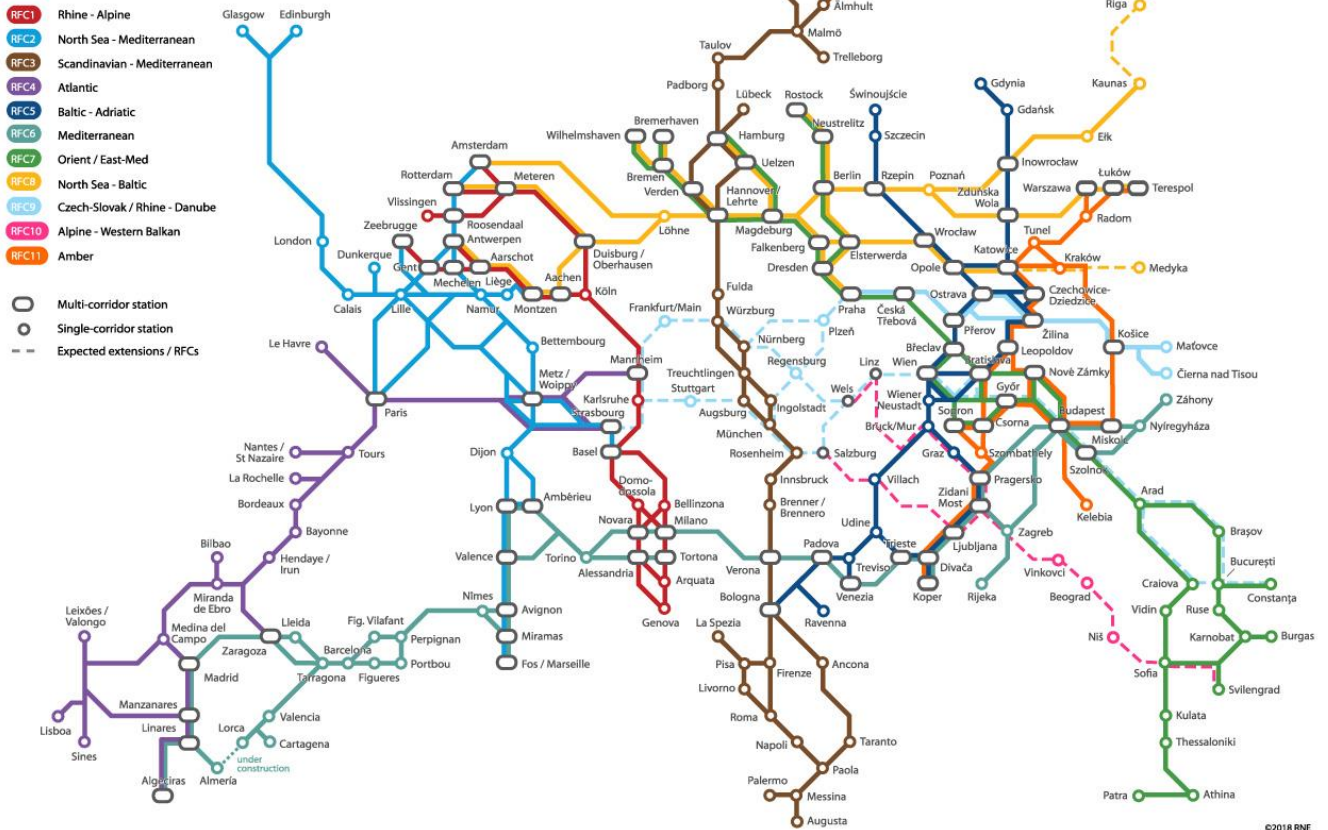 RFC1 Rhine - Alpine
RFC2 North Sea - Mediterranean
RFC3 Scandinavian - Mediterranean
RFC4 Atlantic
RFC5 Baltic - Adriatic
RFC6 Mediterranean
RFC7 Orient / East-Med
RFC8 North Sea - Baltic
RFC9 Czech-Slovak / Rhine - Danube
RFC10 Alpine - Western Balkan
RFC11 Amber
Multi-corridor station
Single-corridor station
Expected extensions / RFCs
Glasgow
Edinburgh
London
Dunkerque
Calais
Lille
Le Havre
Paris
Nantes /
St Nazaire
Tours
La Rochelle
Bordeaux
Bayonne
Bilbao
Hendaye /
Irun
Miranda
de Ebro
Leixões /
Valongo
Medina del
Campo
Zaragoza
Lleida
Madrid
Manzanares
Linares
Lisboa
Sines
Algeciras
Almería
Lorca
under
construction
Valencia
Cartagena
Tarragona
Barcelona
Fig. Vilafant
Figueres
Perpignan
Portbou
Nîmes
Avignon
Miramas
Fos / Marseille
Valence
Lyon
Ambérieu
Dijon
Metz /
Woippy
Bettembourg
Strasbourg
Namur
Amsterdam
Rotterdam
Meteren
Vlissingen
Roosendaal
Zeebrugge
Antwerpen
Gent
Mechelen
Aarschot
Liège
Aachen
Montzen
Duisburg /
Oberhausen
Köln
Löhne
Mannheim
Karlsruhe
Basel
Domo-
dossola
Bellinzona
Novara
Milano
Torino
Alessandria
Tortona
Arquata
Genova
Frankfurt/Main
Stuttgart
Älmhult
Malmö
Trelleborg
Taulov
Padborg
Lübeck
Hamburg
Wilhelmshaven
Bremerhaven
Bremen
Verden
Uelzen
Hannover/
Lehrte
Magdeburg
Rostock
Neustrelitz
Berlin
Falkenberg
Elsterwerda
Dresden
Fulda
Würzburg
Nürnberg
Treuchtlingen
Regensburg
Augsburg
Ingolstadt
München
Rosenheim
Salzburg
Innsbruck
Brenner /
Brennero
Verona
Bologna
Padova
Venezia
Treviso
Ravenna
Udine
La Spezia
Pisa
Livorno
Firenze
Ancona
Roma
Napoli
Taranto
Paola
Palermo
Messina
Augusta
Świnoujście
Szczecin
Rzepin
Poznań
Gdynia
Gdańsk
Inowrocław
Zduńska
Wola
Riga
Kaunas
Ełk
Warszawa
Łuków
Terespol
Radom
Tunel
Kraków
Medyka
Wrocław
Opole
Katowice
Praha
Česká
Třebová
Plzeň
Ostrava
Czechowice-
Dziedzice
Přerov
Žilina
Košice
Maťovce
Čierna nad Tisou
Břeclav
Leopoldov
Linz
Wels
Wien
Bratislava
Nové Zámky
Wiener
Neustadt
Sopron
Győr
Csorna
Budapest
Miskolc
Záhony
Nyíregyháza
Szolnok
Bruck/Mur
Graz
Szombathely
Villach
Pragersko
Zidani
Most
Ljubljana
Trieste
Divača
Koper
Zagreb
Rijeka
Kelebia
Vinkovci
Beograd
Niš
Arad
Brașov
București
Craiova
Constanța
Vidin
Ruse
Karnobat
Burgas
Sofia
Svilengrad
Kulata
Thessaloniki
Patra
Athina
©2018 RNE